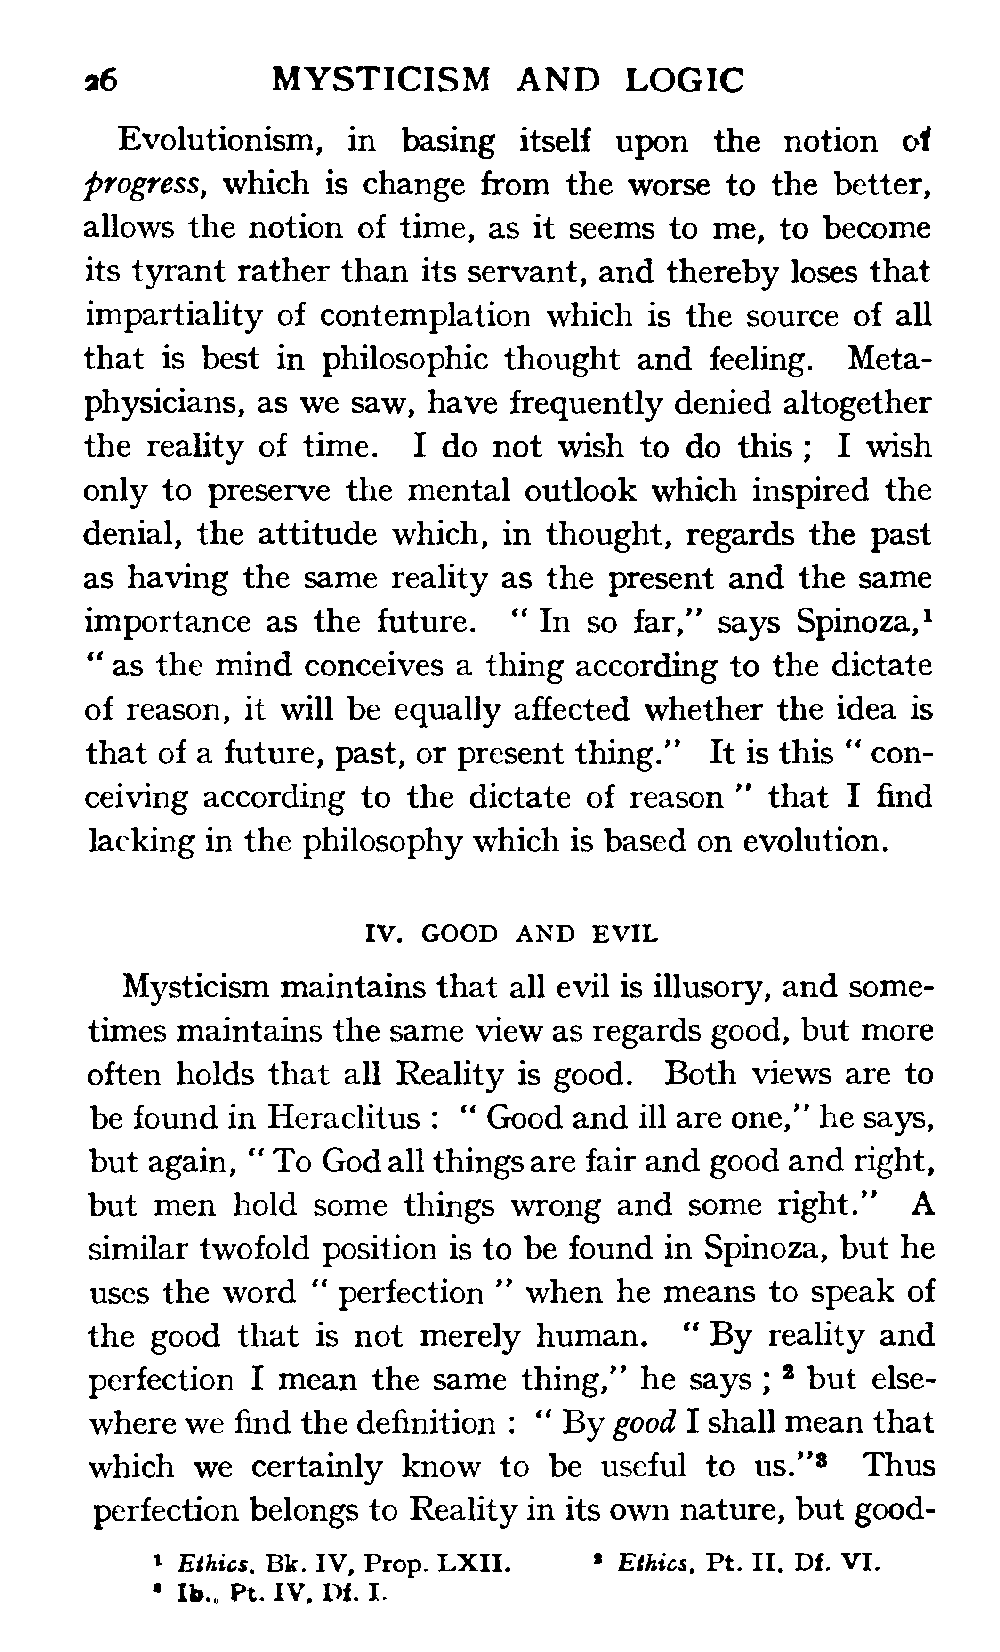 26 MYSTICISM AND LOGIC
Evolutionism, in basing itself upon the notion of
progress, which is change from the worse to the better,
allows the notion of time, as it seems to me, to become
its tyrant rather than its servant, and thereby loses that
impartiality of contemplation which is the source of all
that is best in philosophic thought and feeling. Meta-
physicians, as we saw, have frequently denied altogether
the reality of time. I do not wish to do this ; I wish
only to preserve the mental outlook which inspired the
denial, the attitude which, in thought, regards the past
as having the same reality as the present and the same
importance as the future. “ In so far,” says Spinoza,¹
“ as the mind conceives a thing according to the dictate
of reason, it will be equally affected whether the idea is
that of a future, past, or present thing.” It is this “ con-
ceiving according to the dictate of reason ” that I find
lacking in the philosophy which is based on evolution.
IV. GOOD AND EVIL
Mysticism maintains that all evil is illusory, and some-
times maintains the same view as regards good, but more
often holds that all Reality is good. Both views are to
be found in Heraclitus : “ Good and ill are one,” he says,
but again, “ To God all things are fair and good and right,
but men hold some things wrong and some right.” A
similar twofold position is to be found in Spinoza, but he
uses the word “ perfection ” when he means to speak of
the good that is not merely human. “ By reality and
perfection I mean the same thing,” he says ; ² but else-
where we find the definition : “ By good I shall mean that
which we certainly know to be useful to us.”³ Thus
perfection belongs to Reality in its own nature, but good-
¹ Ethics, Bk. IV, Prop. LXII. ² Ethics, Pt. II, Df. VI.
³ Ib., Pt. IV, Df. I.